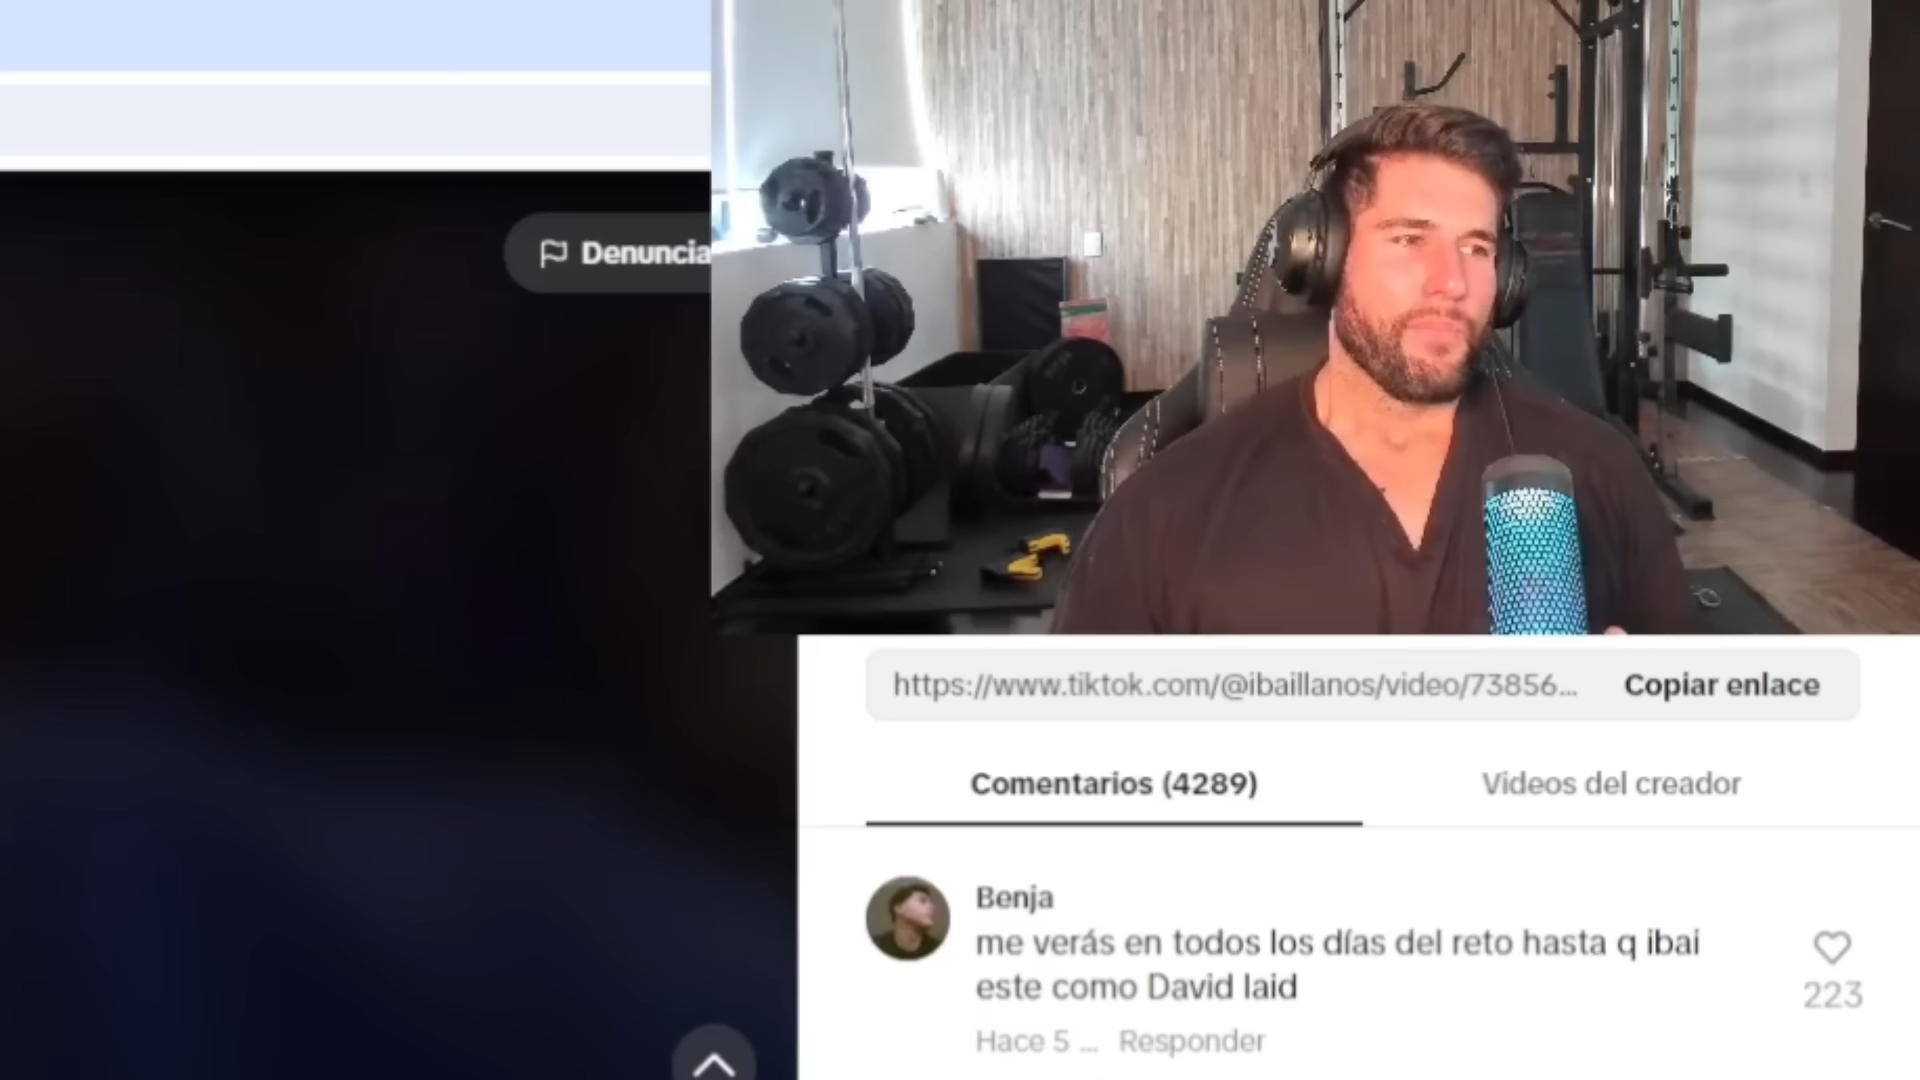 Denuncia
https://www.tiktok.com/@ibaillanos/video/73856...
Copiar enlace
Comentarios (4289)
Videos del creador
Benja
me verás en todos los días del reto hasta q ibai
este como David laid
223
Hace 5 ...
Responder